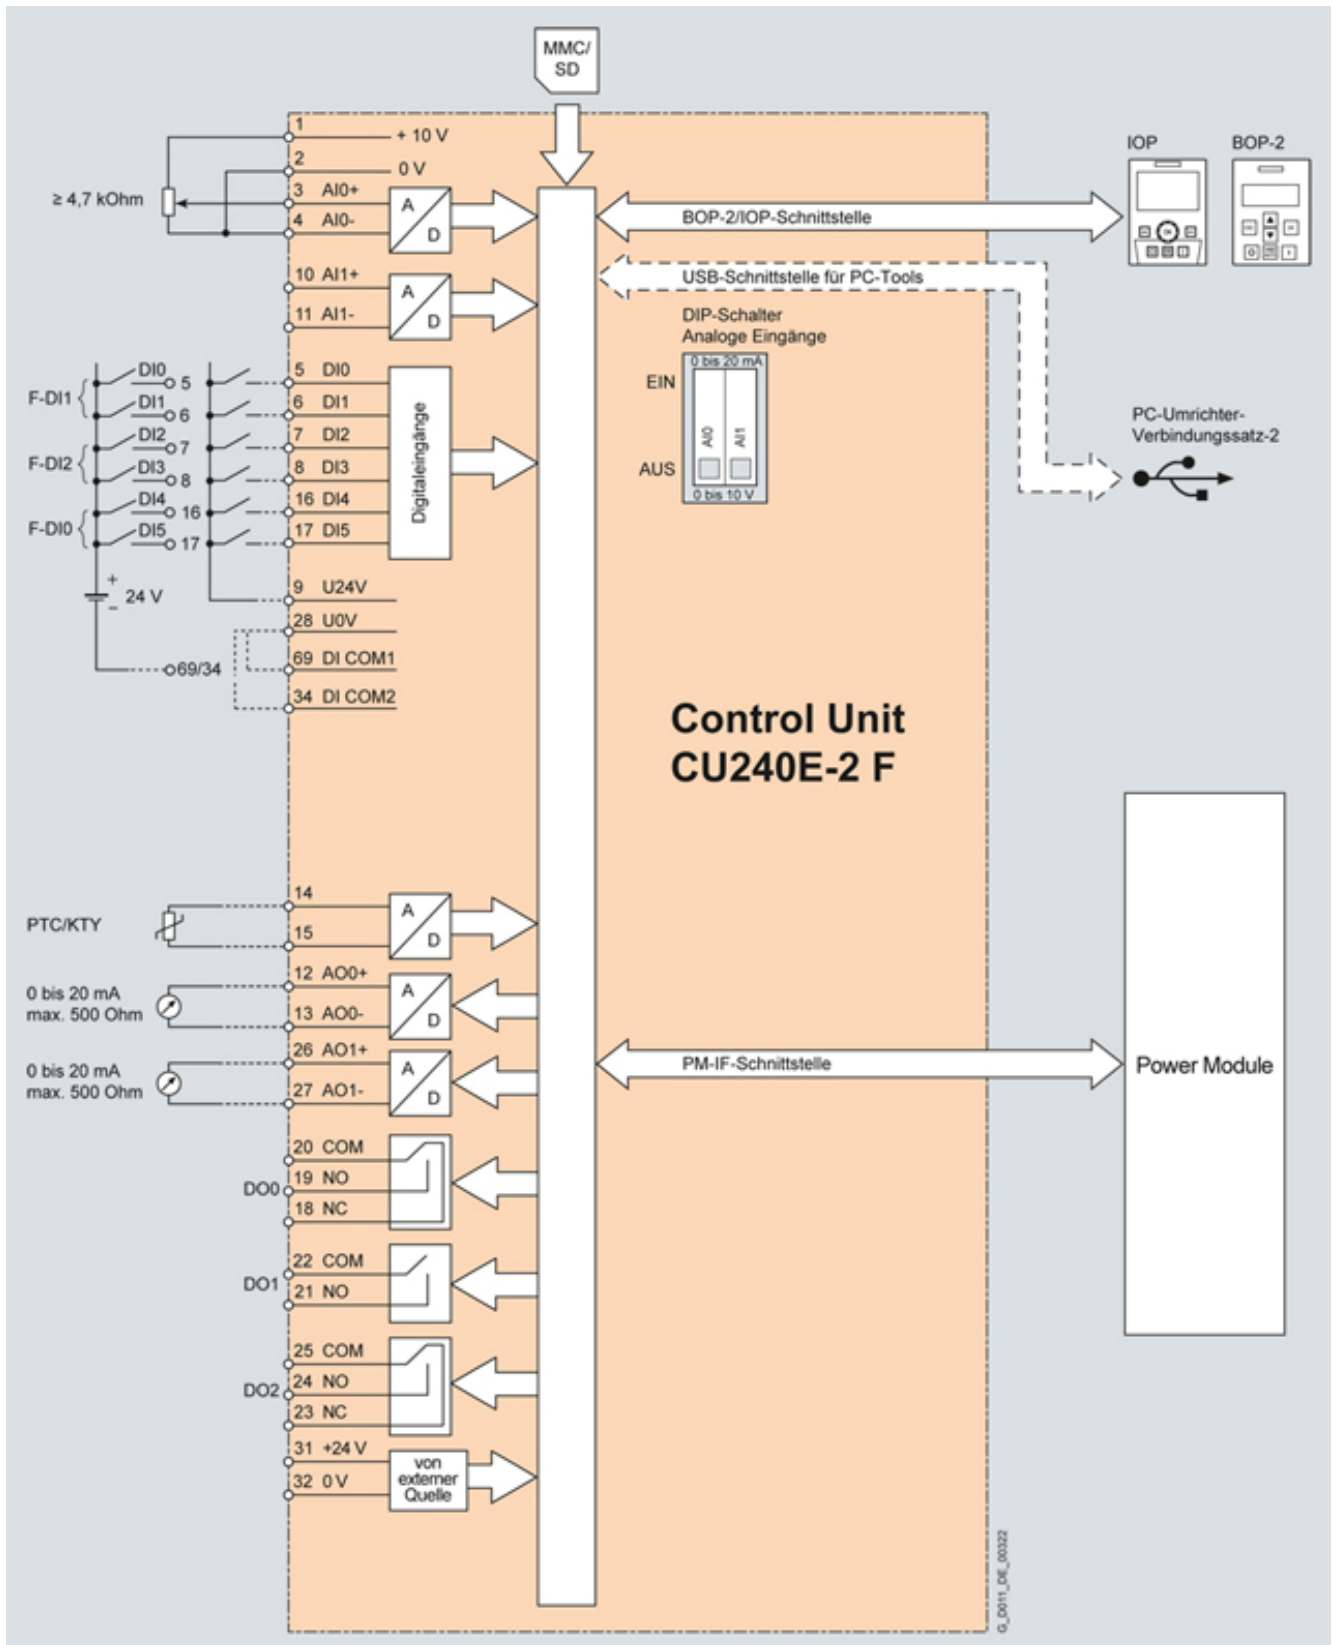 MMC/
SD
1
+ 10 V
2
0 V
3 AI0+
4 AI0-
≥ 4,7 kOhm
A
D
10 AI1+
11 AI1-
A
D
BOP-2/IOP-Schnittstelle
IOP
BOP-2
USB-Schnittstelle für PC-Tools
DIP-Schalter
Analoge Eingänge
0 bis 20 mA
EIN
AI0
AI1
AUS
0 bis 10 V
PC-Umrichter-
Verbindungssatz-2
F-DI1
DI0
5
DI1
6
F-DI2
DI2
7
DI3
8
F-DI0
DI4
16
DI5
17
5 DI0
6 DI1
7 DI2
8 DI3
16 DI4
17 DI5
Digitaleingänge
+
24 V
–
69/34
9 U24V
28 U0V
69 DI COM1
34 DI COM2
Control Unit
CU240E-2 F
PTC/KTY
14
15
A
D
0 bis 20 mA
max. 500 Ohm
12 AO0+
13 AO0-
A
D
0 bis 20 mA
max. 500 Ohm
26 AO1+
27 AO1-
A
D
PM-IF-Schnittstelle
Power Module
DO0
20 COM
19 NO
18 NC
DO1
22 COM
21 NO
DO2
25 COM
24 NO
23 NC
31 +24 V
32 0 V
von
externer
Quelle
G_D011_DE_00322